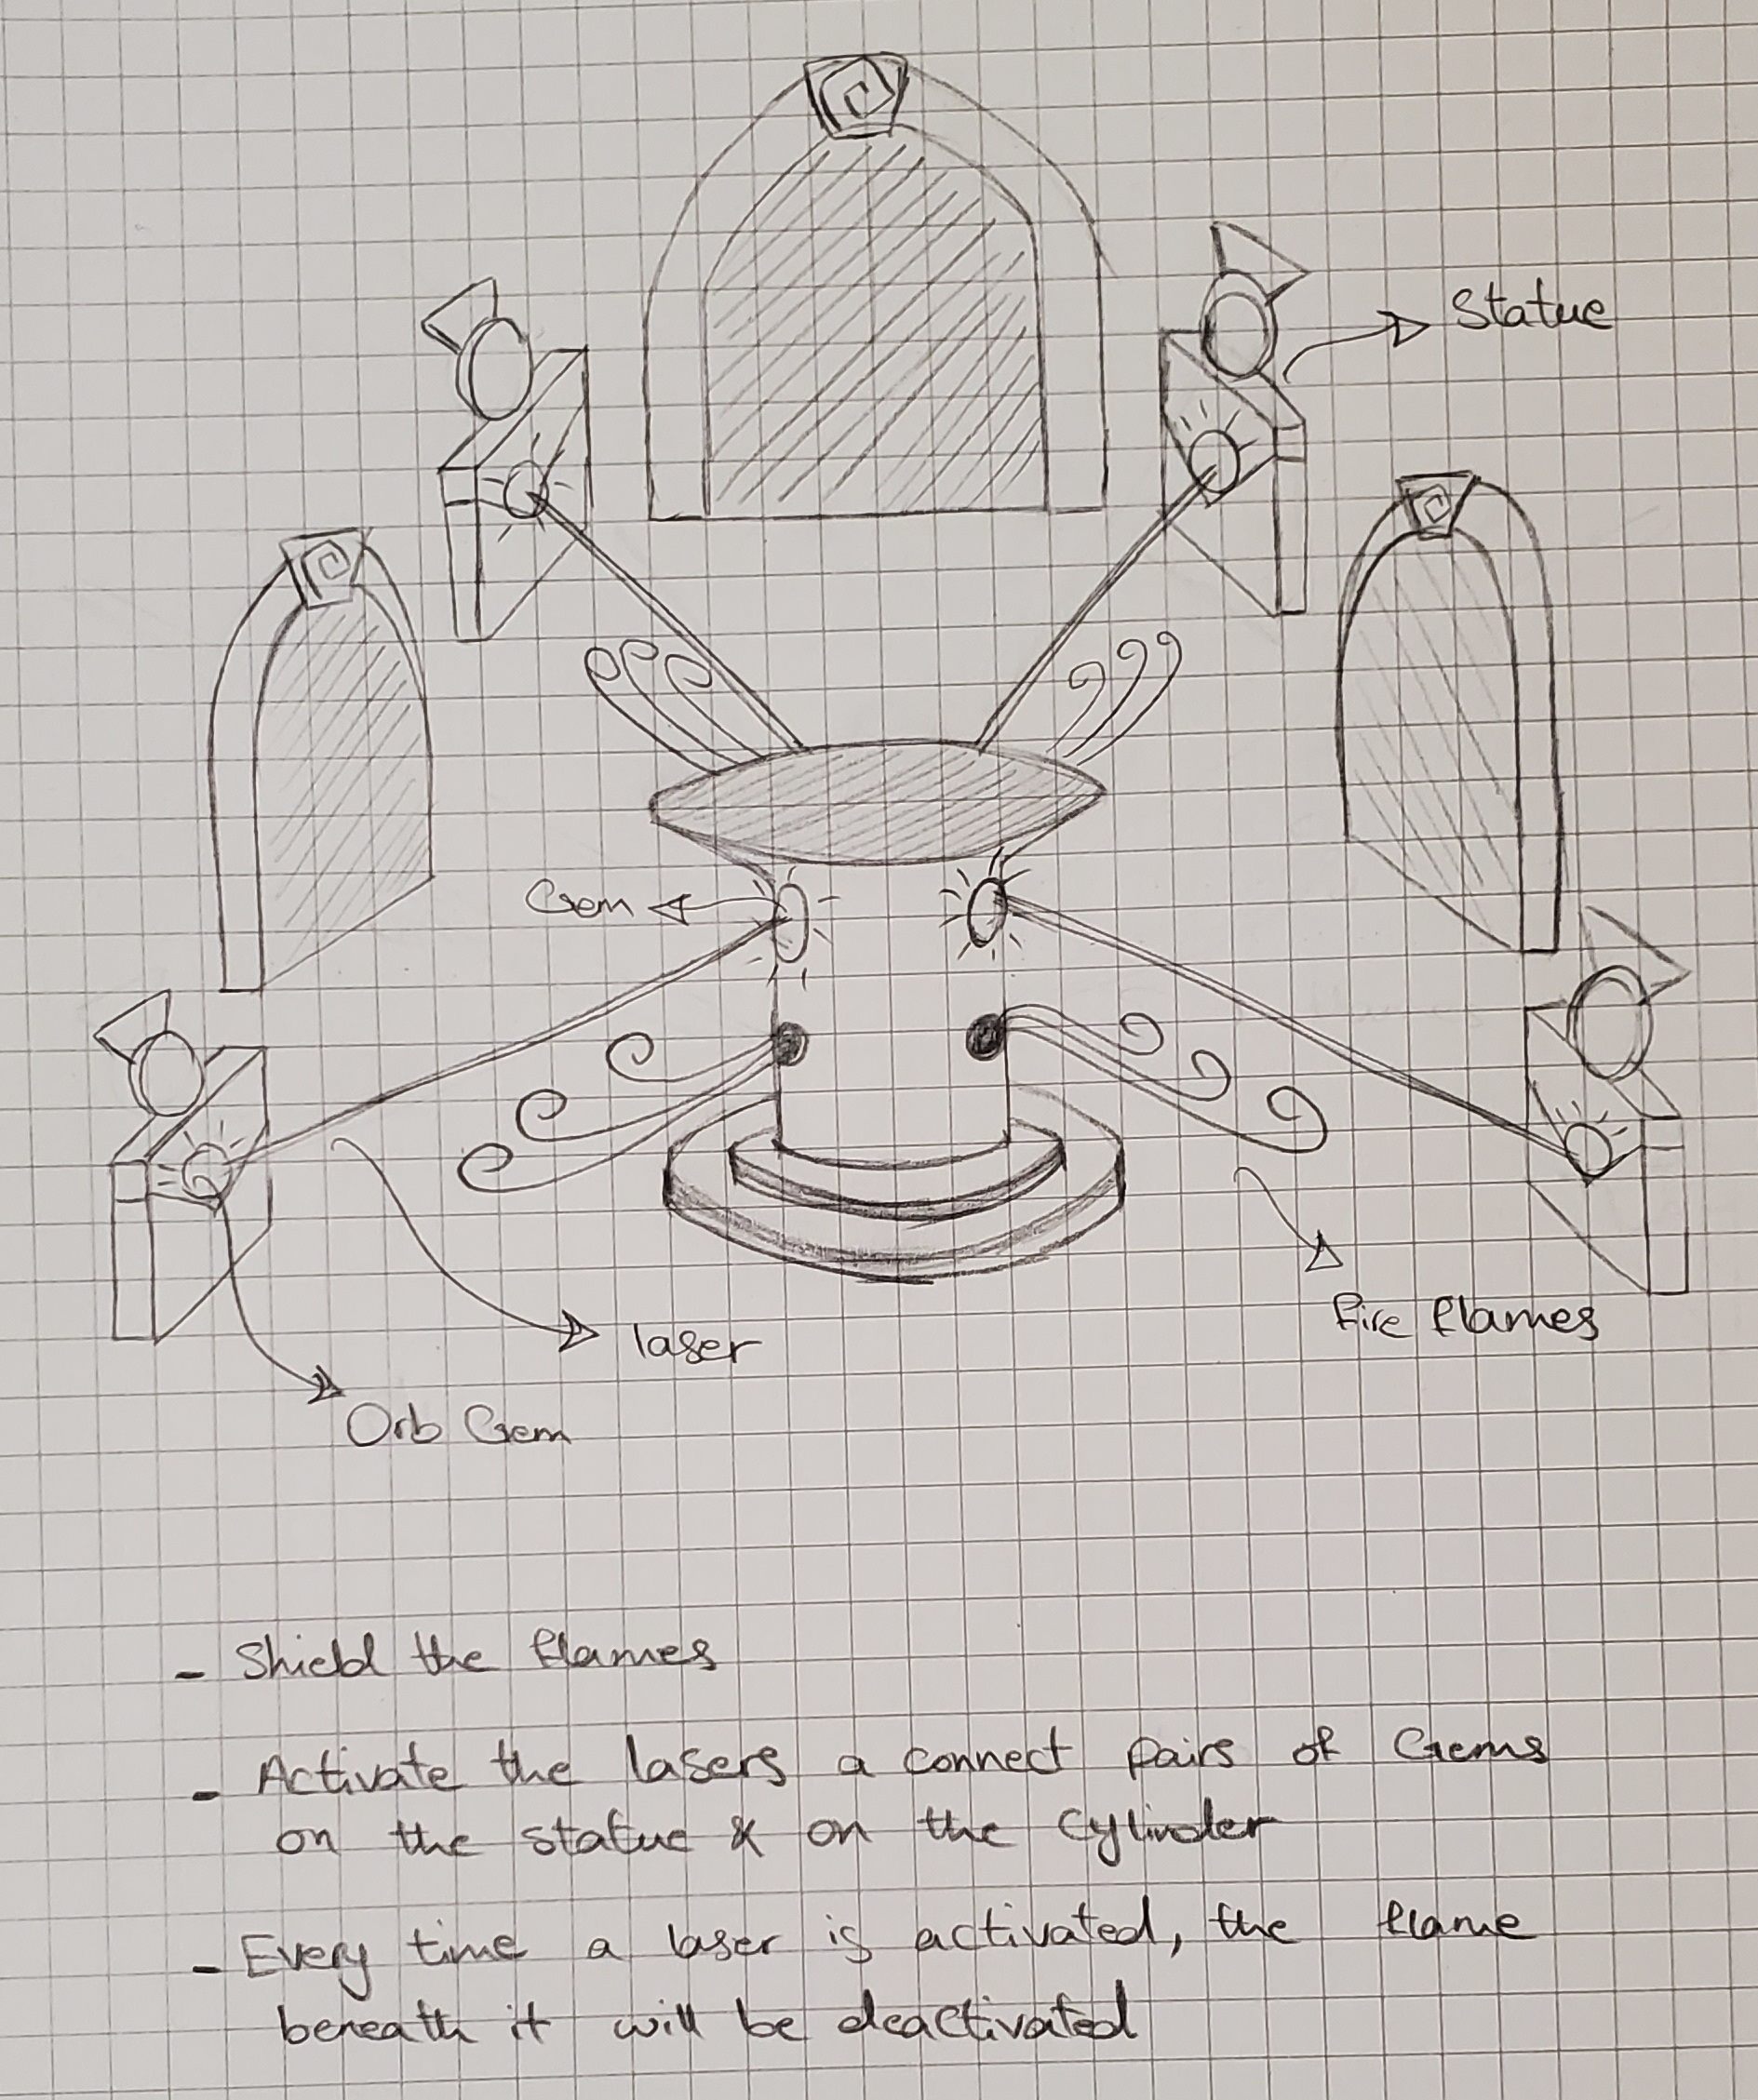 Statue
Gem
Fire flames
laser
Orb Gem
- Shield the flames
- Activate the lasers a connect pairs of Gems
on the statue & on the cylinder
- Every time a laser is activated, the flame
beneath it will be deactivated